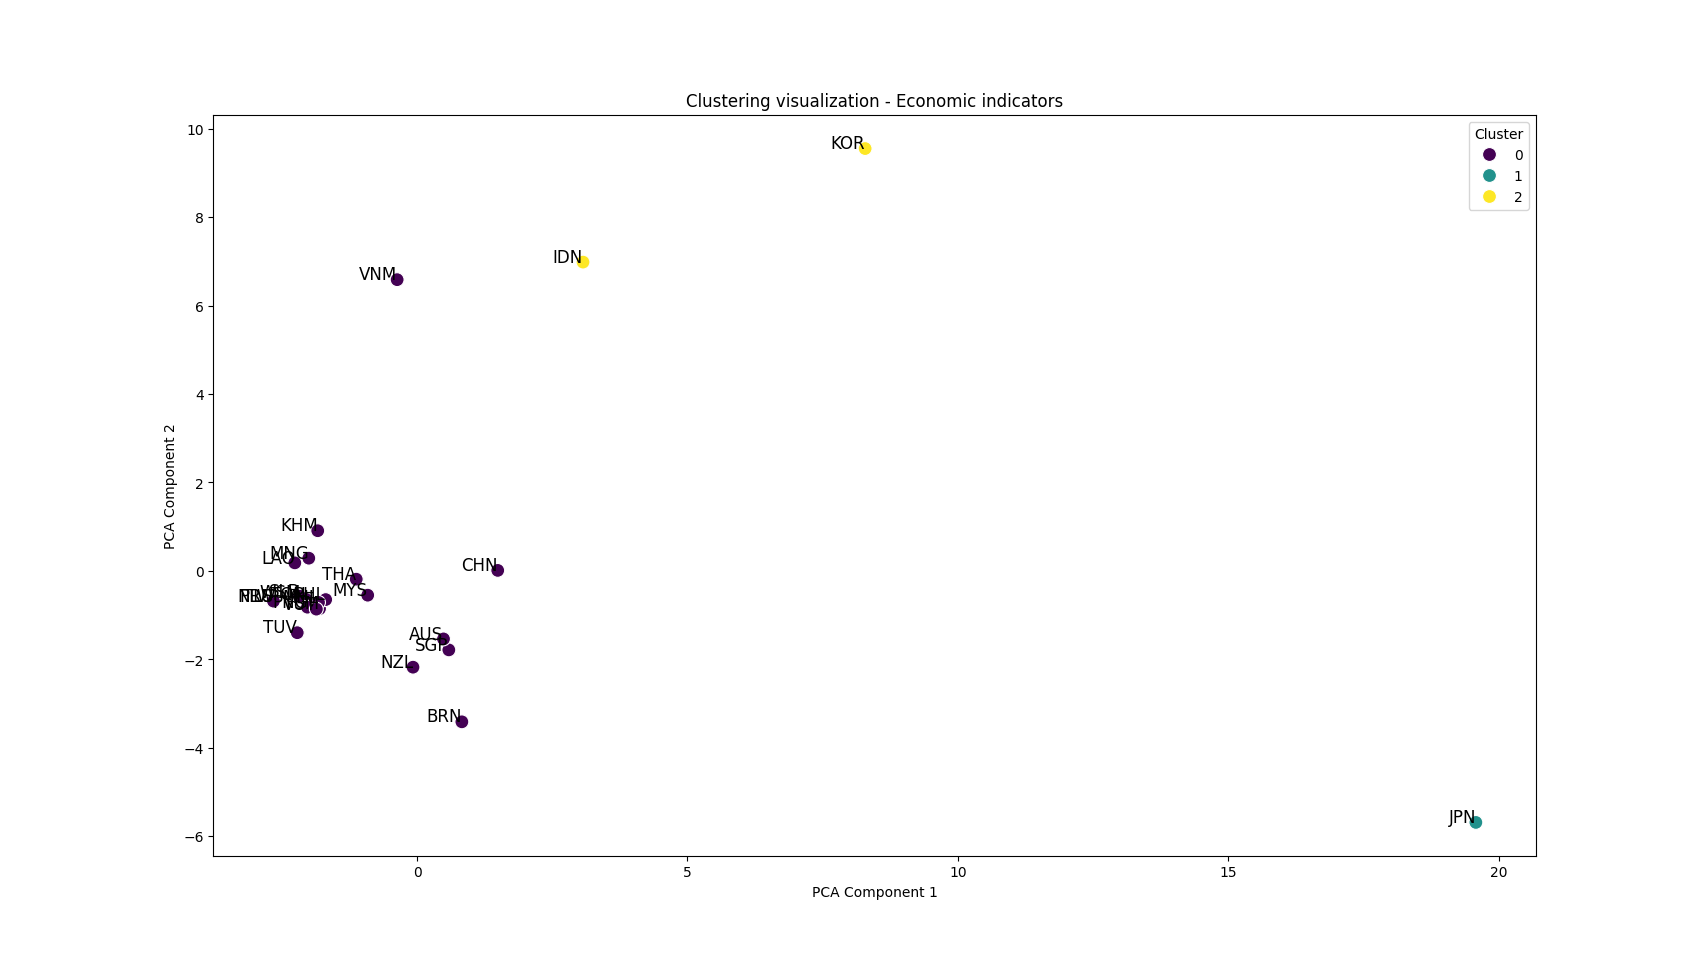 Clustering visualization - Economic indicators
Cluster
0
1
2
10
8
6
4
2
0
−2
−4
−6
PCA Component 2
KOR
IDN
VNM
KHM
MNG
LAO
THA
CHN
MYS
TUV
AUS
SGP
NZL
BRN
JPN
0
5
10
15
20
PCA Component 1